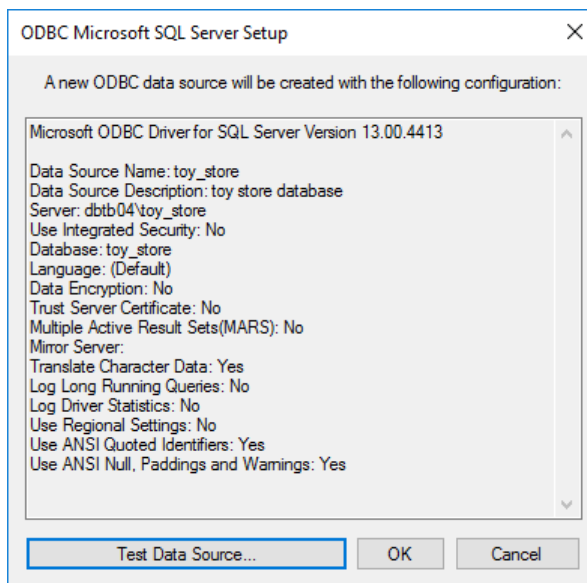 ODBC Microsoft SQL Server Setup
A new ODBC data source will be created with the following configuration:
Microsoft ODBC Driver for SQL Server Version 13.00.4413
Data Source Name: toy_store
Data Source Description: toy store database
Server: dbtb04\toy_store
Use Integrated Security: No
Database: toy_store
Language: (Default)
Data Encryption: No
Trust Server Certificate: No
Multiple Active Result Sets(MARS): No
Mirror Server:
Translate Character Data: Yes
Log Long Running Queries: No
Log Driver Statistics: No
Use Regional Settings: No
Use ANSI Quoted Identifiers: Yes
Use ANSI Null, Paddings and Warnings: Yes
Test Data Source... OK Cancel